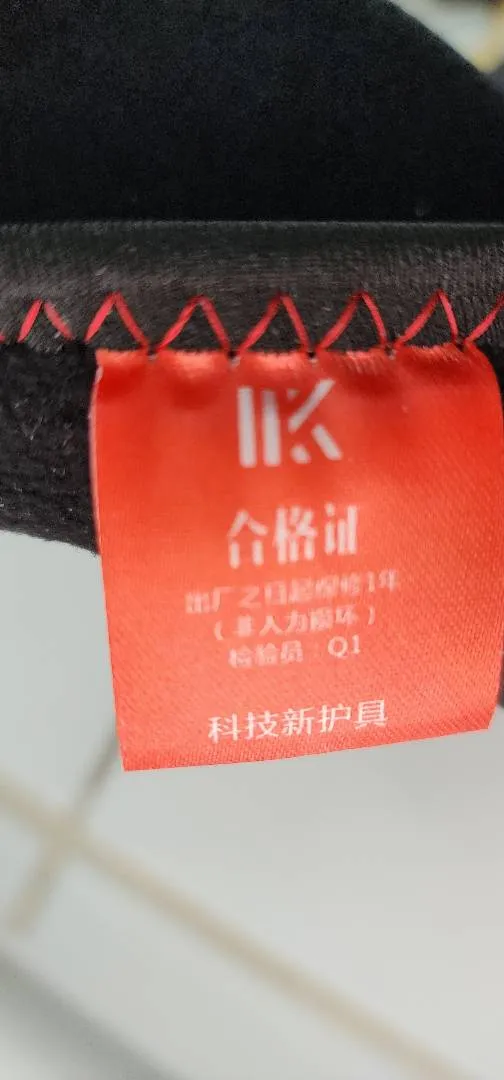 合格证
出厂之日起保修1年
（非人力损坏）
检验员：Q1
科技新护具